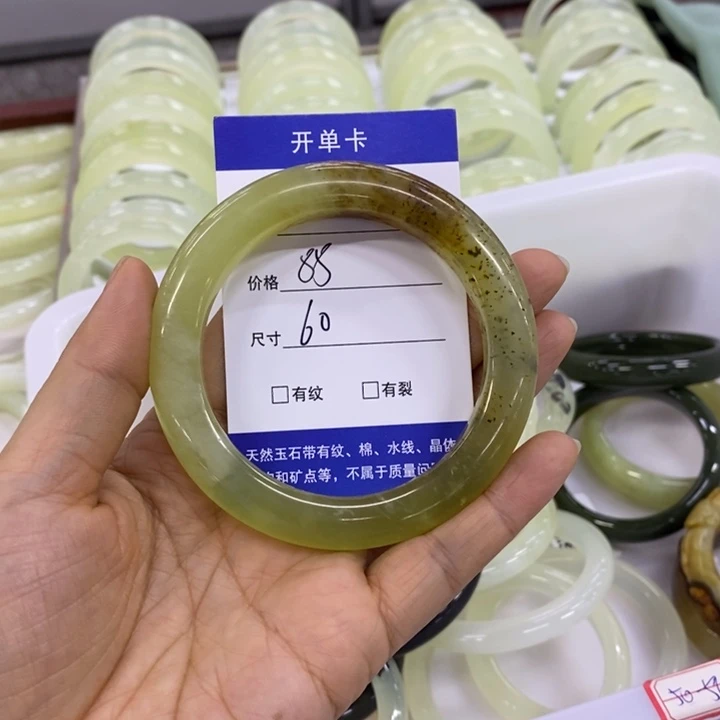 开单卡
价格 88
尺寸 60
□有纹 □有裂
天然玉石带有纹、棉、水线、晶体
和矿点等，不属于质量问